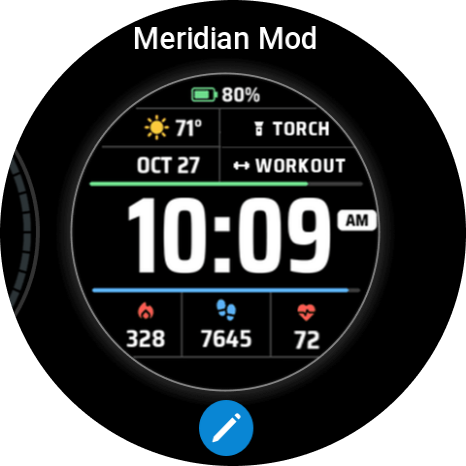 Meridian Mod
80%
71° TORCH
OCT 27 WORKOUT
10:09 AM
328 7645 72